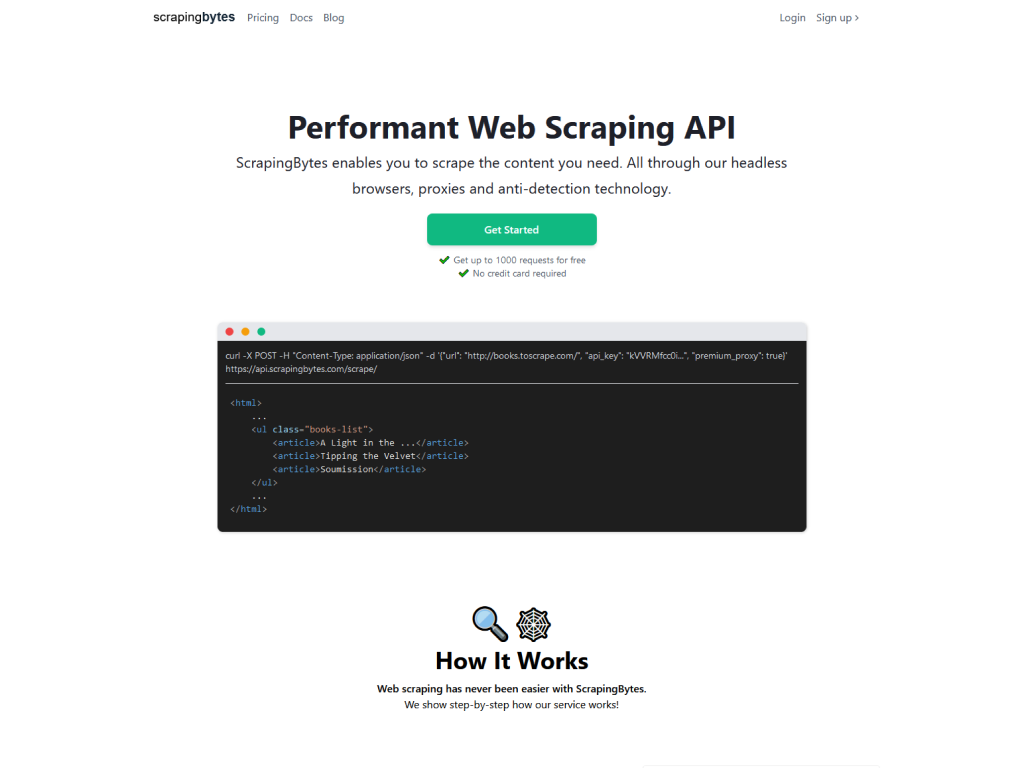 scrapingbytes Pricing Docs Blog Login Sign up ›
Performant Web Scraping API
ScrapingBytes enables you to scrape the content you need. All through our headless
browsers, proxies and anti-detection technology.
Get Started
✔ Get up to 1000 requests for free
✔ No credit card required
curl -X POST -H "Content-Type: application/json" -d '{"url": "http://books.toscrape.com/", "api_key": "kVVRMfcc0i...", "premium_proxy": true}'
https://api.scrapingbytes.com/scrape/
<html>
...
<ul class="books-list">
<article>A Light in the ...</article>
<article>Tipping the Velvet</article>
<article>Soumission</article>
</ul>
...
</html>
How It Works
Web scraping has never been easier with ScrapingBytes.
We show step-by-step how our service works!